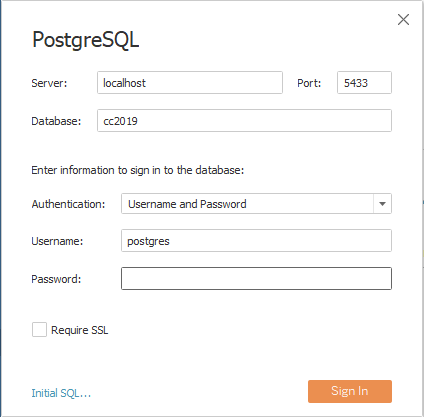 PostgreSQL
Server: localhost Port: 5433
Database: cc2019
Enter information to sign in to the database:
Authentication: Username and Password
Username: postgres
Password:
Require SSL
Initial SQL... Sign In